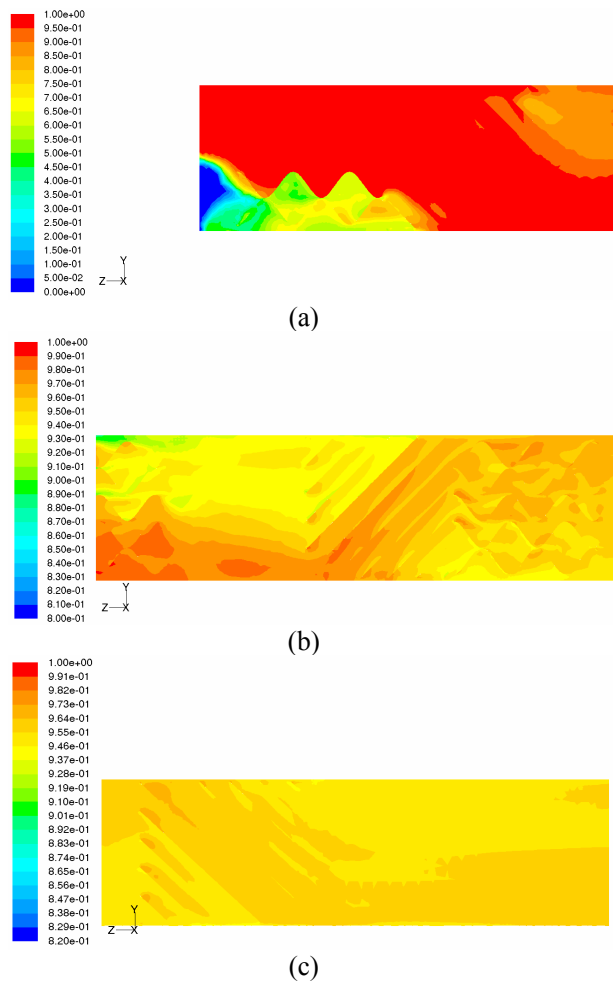 1.00e+00
9.50e-01
9.00e-01
8.50e-01
8.00e-01
7.50e-01
7.00e-01
6.50e-01
6.00e-01
5.50e-01
5.00e-01
4.50e-01
4.00e-01
3.50e-01
3.00e-01
2.50e-01
2.00e-01
1.50e-01
1.00e-01
5.00e-02
0.00e+00
Y
Z X
(a)
1.00e+00
9.90e-01
9.80e-01
9.70e-01
9.60e-01
9.50e-01
9.40e-01
9.30e-01
9.20e-01
9.10e-01
9.00e-01
8.90e-01
8.80e-01
8.70e-01
8.60e-01
8.50e-01
8.40e-01
8.30e-01
8.20e-01
8.10e-01
8.00e-01
Y
Z X
(b)
1.00e+00
9.91e-01
9.82e-01
9.73e-01
9.64e-01
9.55e-01
9.46e-01
9.37e-01
9.28e-01
9.19e-01
9.10e-01
9.01e-01
8.92e-01
8.83e-01
8.74e-01
8.65e-01
8.56e-01
8.47e-01
8.38e-01
8.29e-01
8.20e-01
Y
Z X
(c)